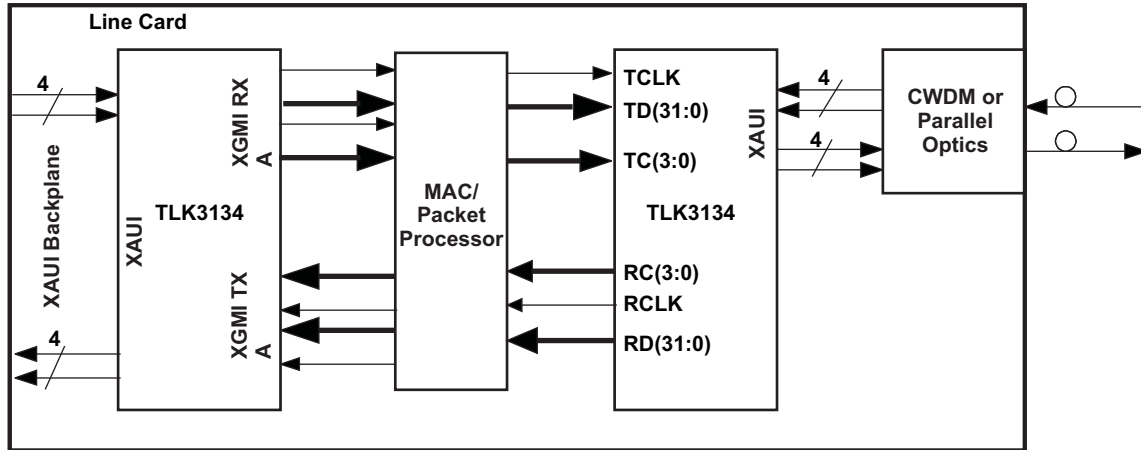 Line Card
4
XAUI Backplane
4
XAUI
TLK3134
XGMI RX
A
XGMI TX
A
MAC/
Packet
Processor
TCLK
TD(31:0)
TC(3:0)
TLK3134
RC(3:0)
RCLK
RD(31:0)
XAUI
4
4
CWDM or
Parallel
Optics